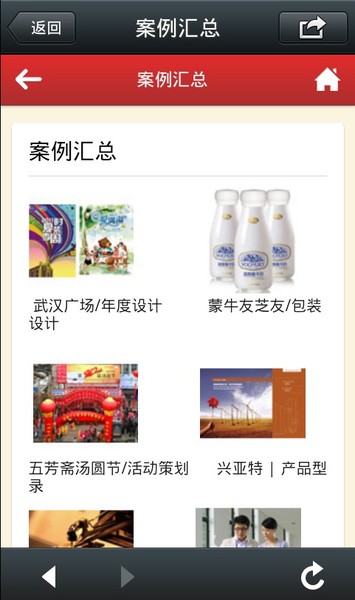 返回
案例汇总
案例汇总
案例汇总
武汉广场/年度设计
蒙牛友芝友/包装
设计
五芳斋汤圆节/活动策划
兴亚特 | 产品型
录